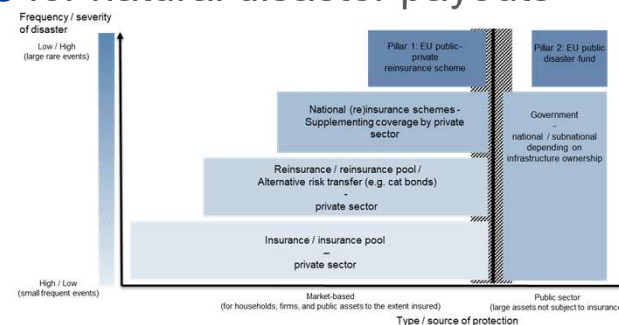 for natural disaster payouts
Frequency / severity
of disaster
Low / High
(large rare events)
Pillar 1: EU public-
private
reinsurance scheme
Pillar 2: EU public
disaster fund
National (re)insurance schemes -
Supplementing coverage by private
sector
Government
-
national / subnational
depending on
infrastructure ownership
Reinsurance / reinsurance pool /
Alternative risk transfer (e.g. cat bonds)
-
private sector
Insurance / insurance pool
–
private sector
High / Low
(small frequent events)
Market-based
(for households, firms, and public assets to the extent insured)
Public sector
(large assets not subject to insurance
Type / source of protection